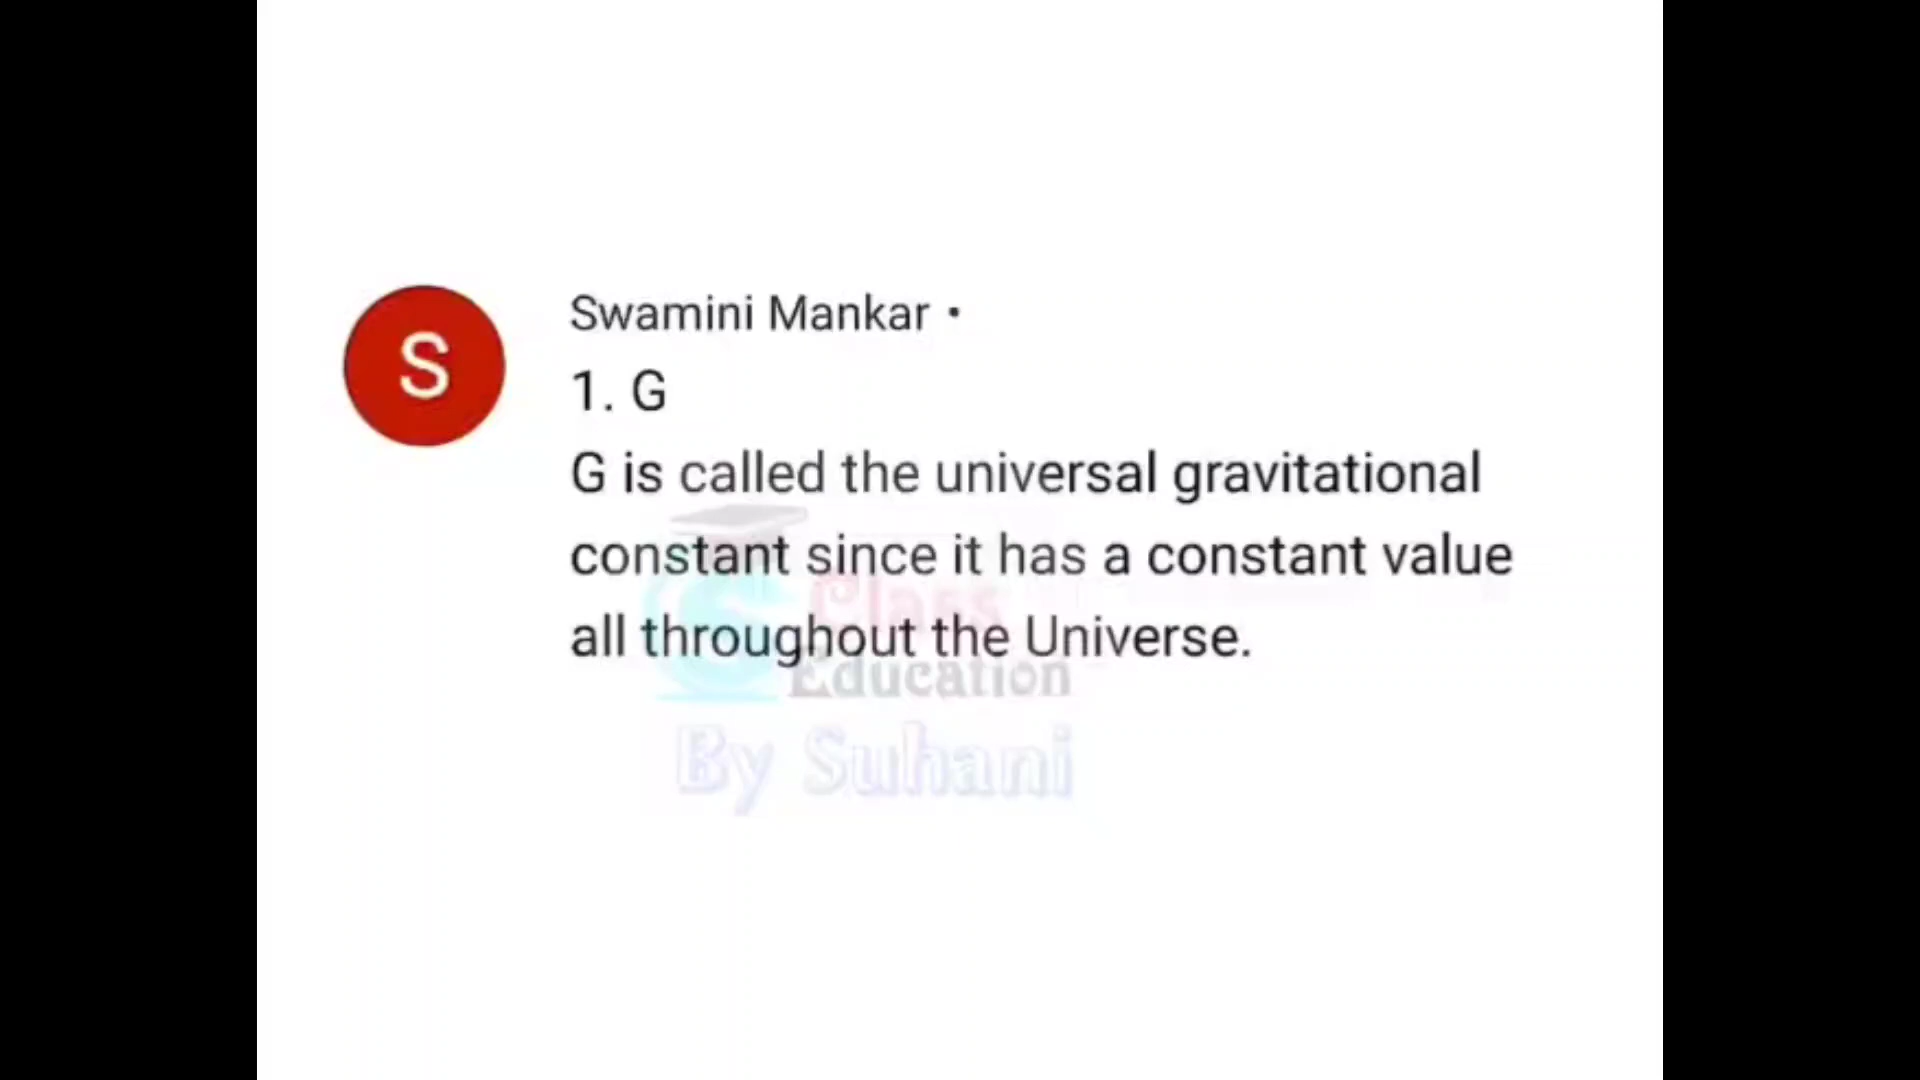 S
Swamini Mankar •
1. G
G is called the universal gravitational
constant since it has a constant value
all throughout the Universe.
Class
Education
By Suhani